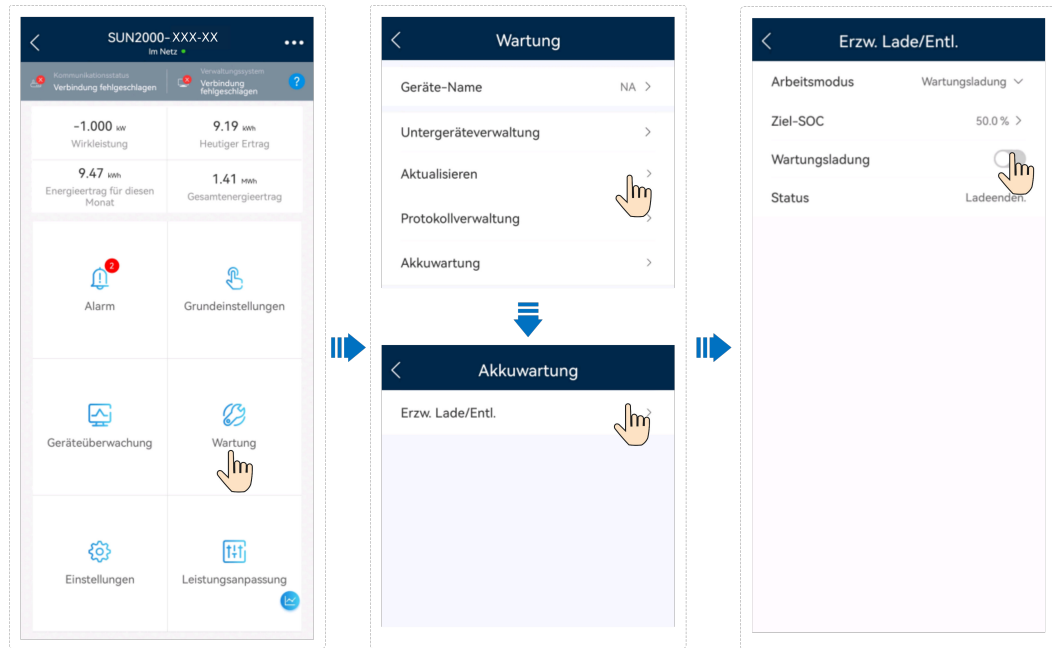 SUN2000-XXX-XX
Im Netz
Kommunikationsstatus
Verbindung fehlgeschlagen
Verwaltungssystem
Verbindung
fehlgeschlagen
?
-1.000 kW
Wirkleistung
9.19 kWh
Heutiger Ertrag
9.47 kWh
Energieertrag für diesen
Monat
1.41 MWh
Gesamtenergieertrag
2
Alarm
Grundeinstellungen
Geräteüberwachung
Wartung
Einstellungen
Leistungsanpassung
Wartung
Geräte-Name NA
Untergeräteverwaltung
Aktualisieren
Protokollverwaltung
Akkuwartung
Akkuwartung
Erzw. Lade/Entl.
Erzw. Lade/Entl.
Arbeitsmodus Wartungsladung
Ziel-SOC 50.0 %
Wartungsladung
Status Ladeenden.